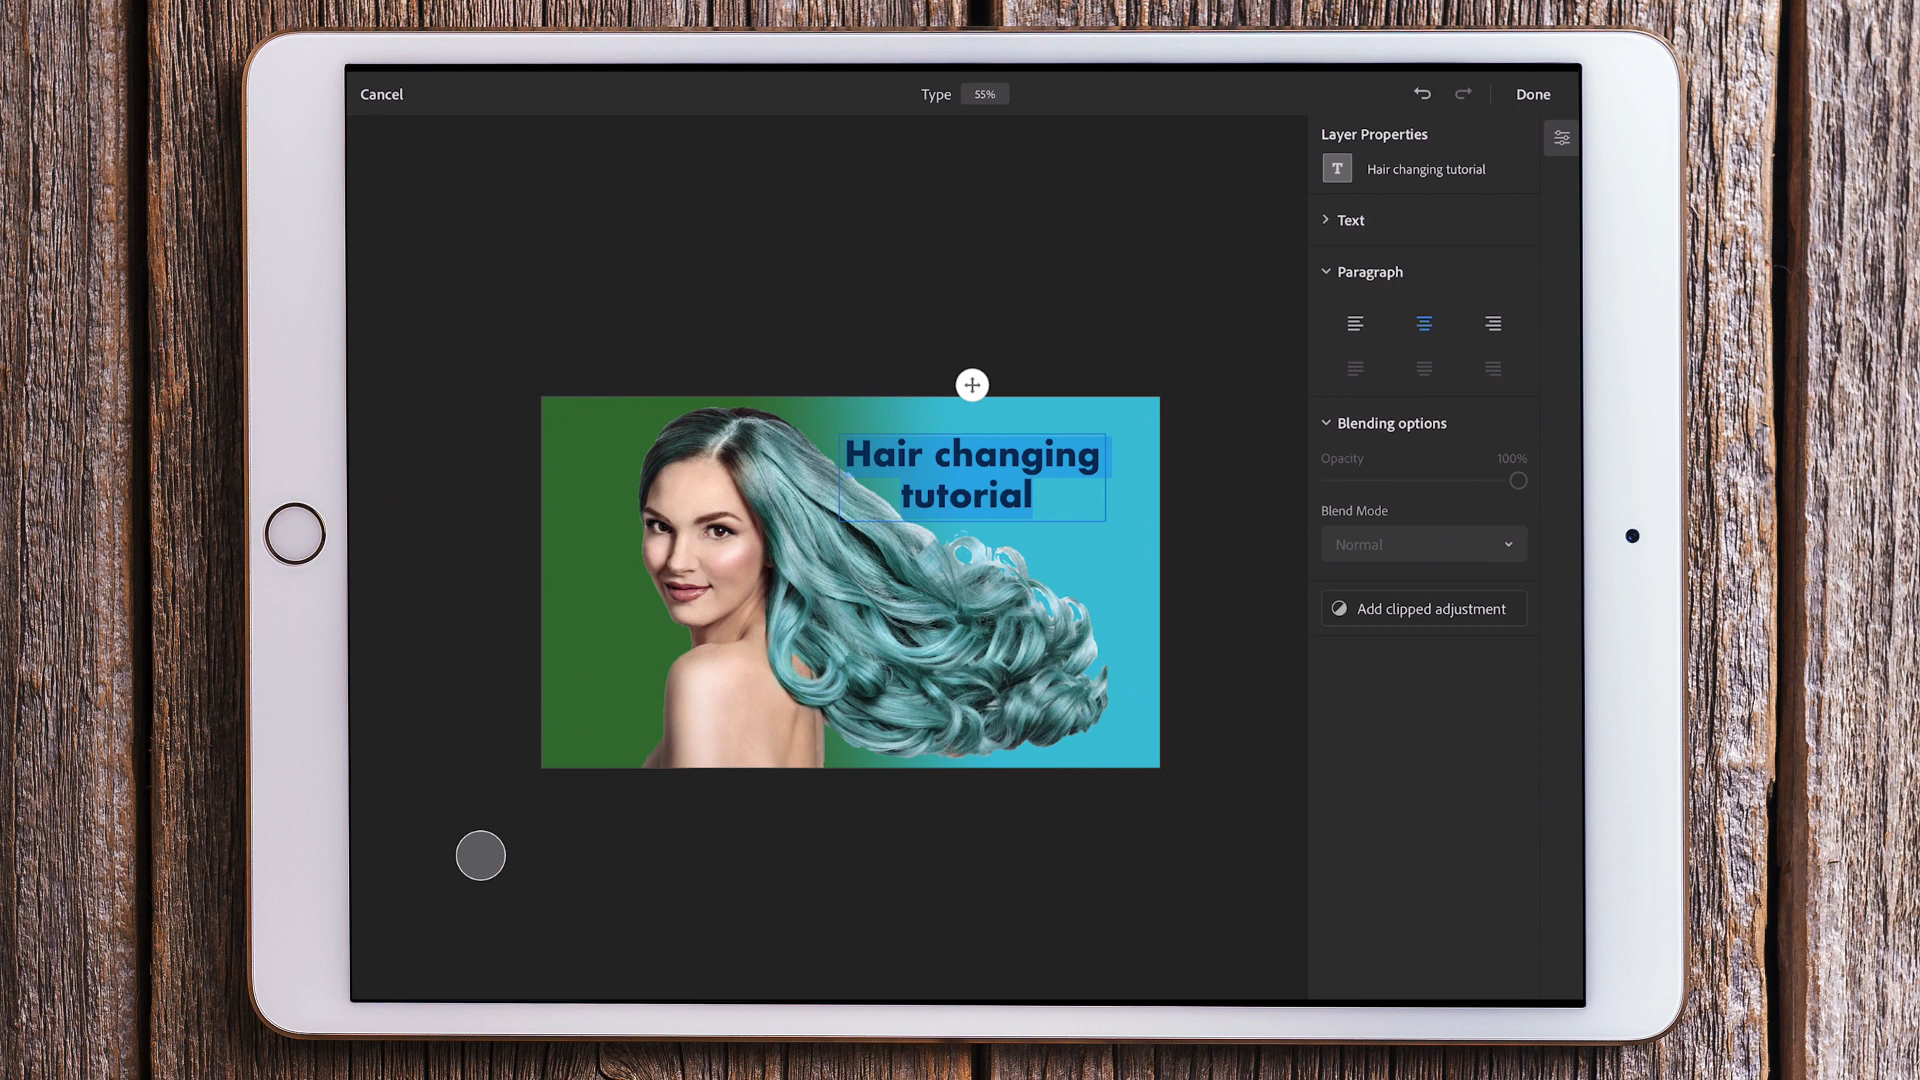 Cancel
Type 55%
Done
Layer Properties
T Hair changing tutorial
Text
Paragraph
Blending options
Opacity 100%
Blend Mode
Normal
Add clipped adjustment
Hair changing
tutorial